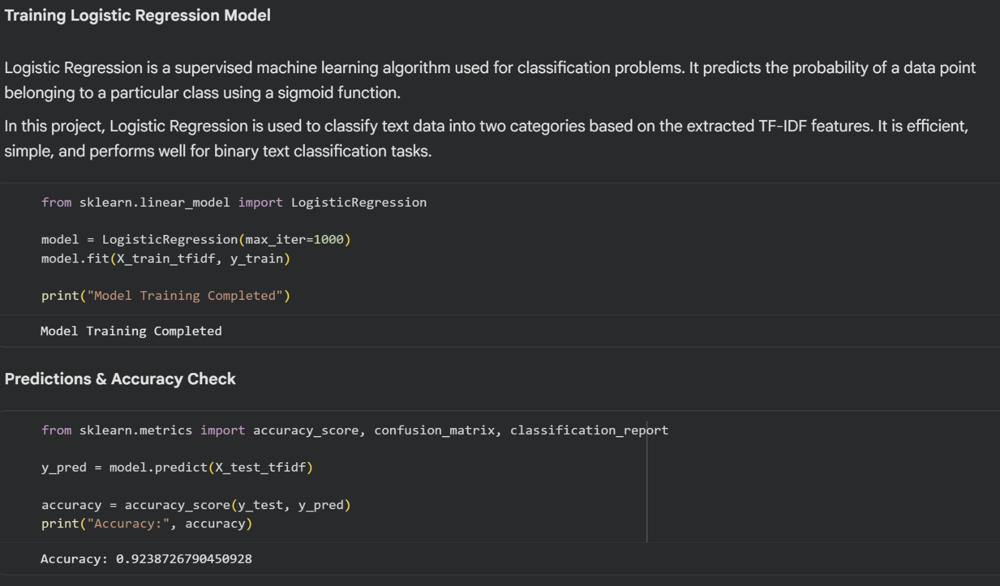 Training Logistic Regression Model
Logistic Regression is a supervised machine learning algorithm used for classification problems. It predicts the probability of a data point
belonging to a particular class using a sigmoid function.
In this project, Logistic Regression is used to classify text data into two categories based on the extracted TF-IDF features. It is efficient,
simple, and performs well for binary text classification tasks.
from sklearn.linear_model import LogisticRegression
model = LogisticRegression(max_iter=1000)
model.fit(X_train_tfidf, y_train)
print("Model Training Completed")
Model Training Completed
Predictions & Accuracy Check
from sklearn.metrics import accuracy_score, confusion_matrix, classification_report
y_pred = model.predict(X_test_tfidf)
accuracy = accuracy_score(y_test, y_pred)
print("Accuracy:", accuracy)
Accuracy: 0.9238726790450928